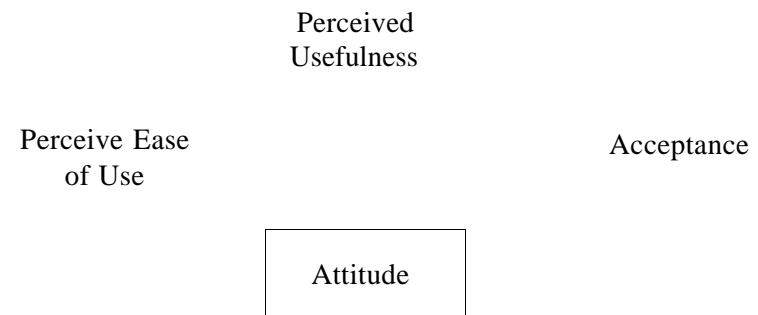 Perceived
Usefulness
Perceive Ease
of Use
Acceptance
Attitude